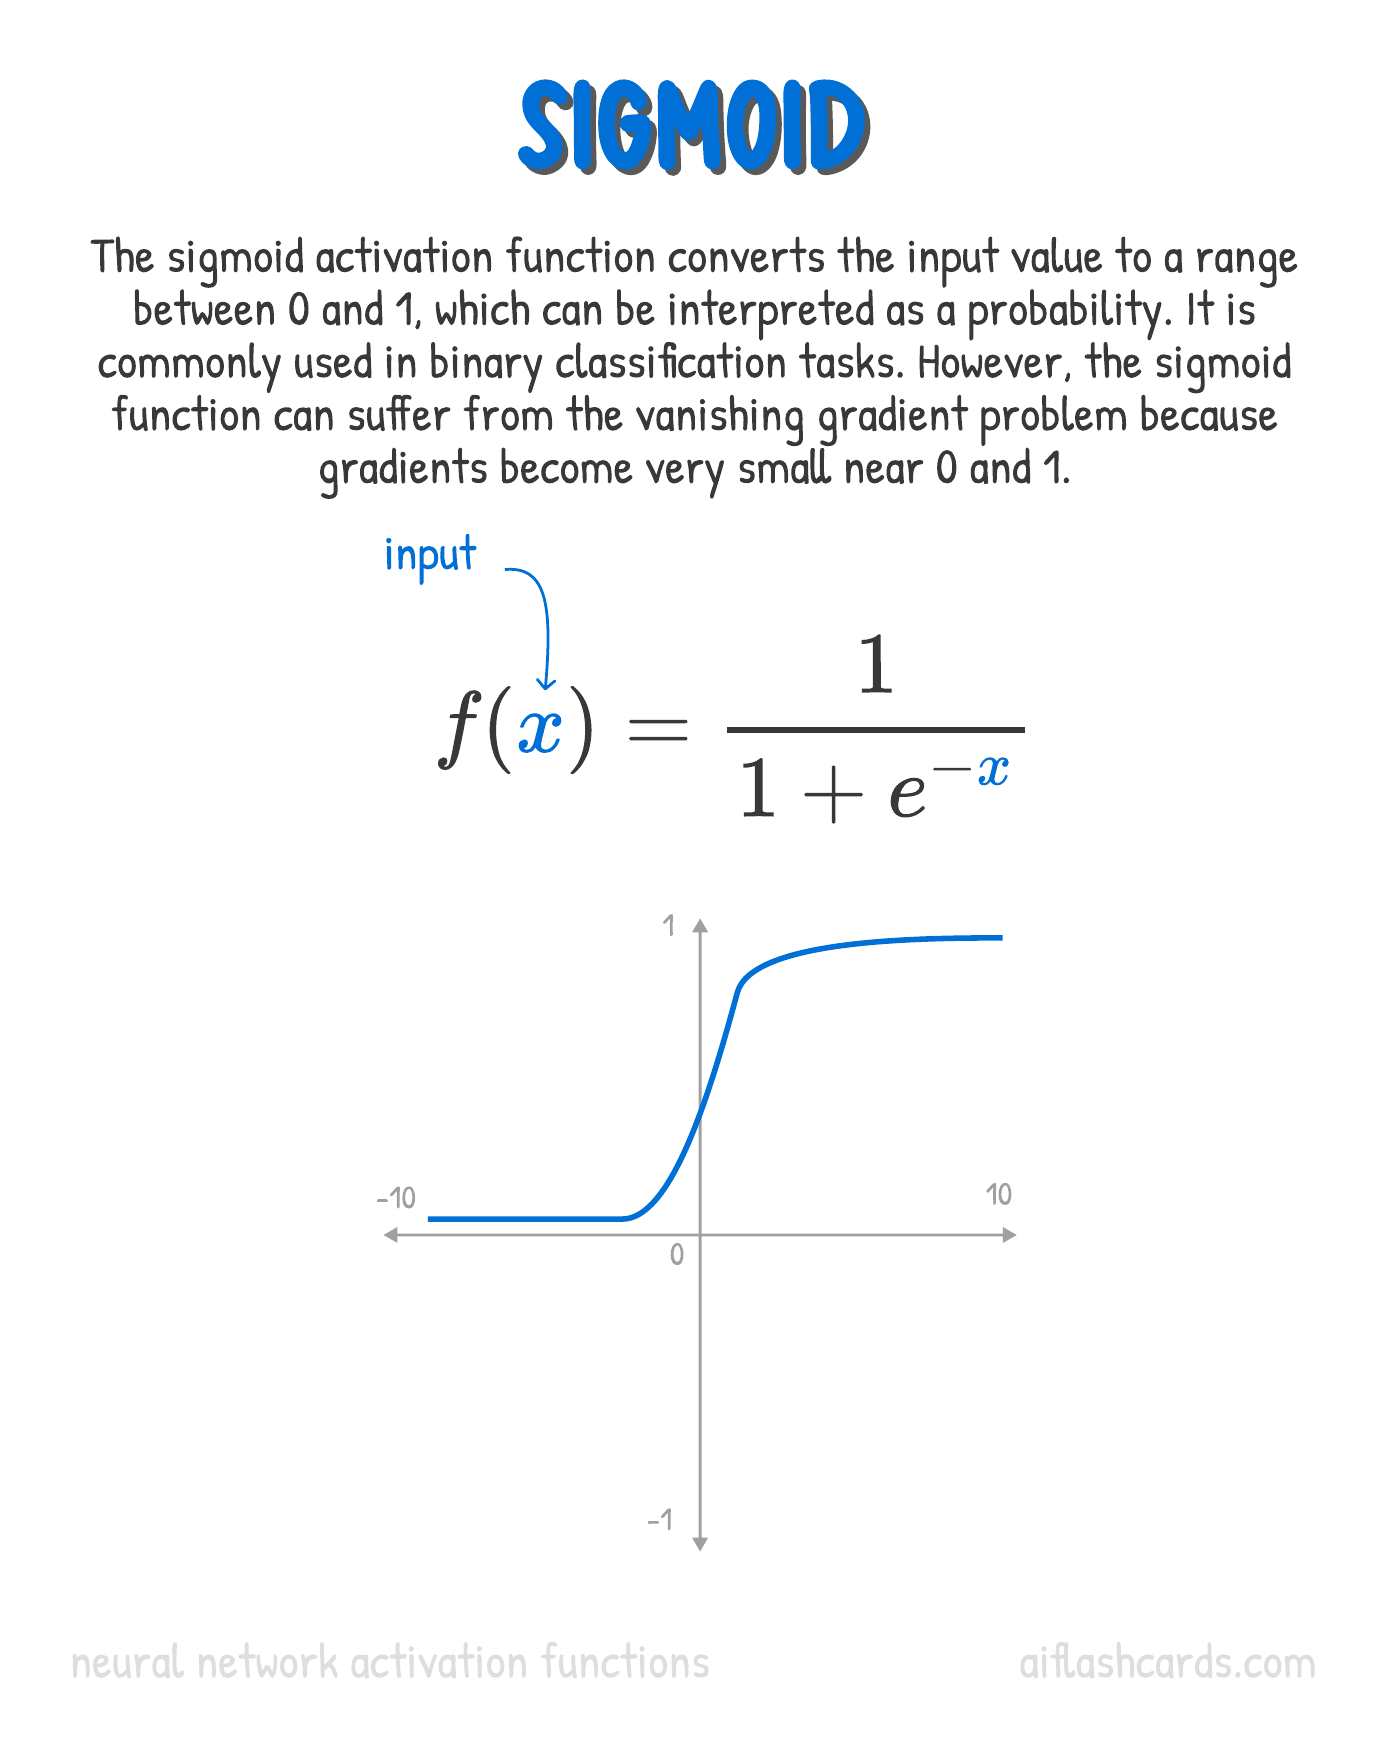 SIGMOID
The sigmoid activation function converts the input value to a range
between 0 and 1, which can be interpreted as a probability. It is
commonly used in binary classification tasks. However, the sigmoid
function can suffer from the vanishing gradient problem because
gradients become very small near 0 and 1.
input
f(x) = 1 / (1 + e^{-x})
1
-10
10
0
-1
neural network activation functions
aiflashcards.com